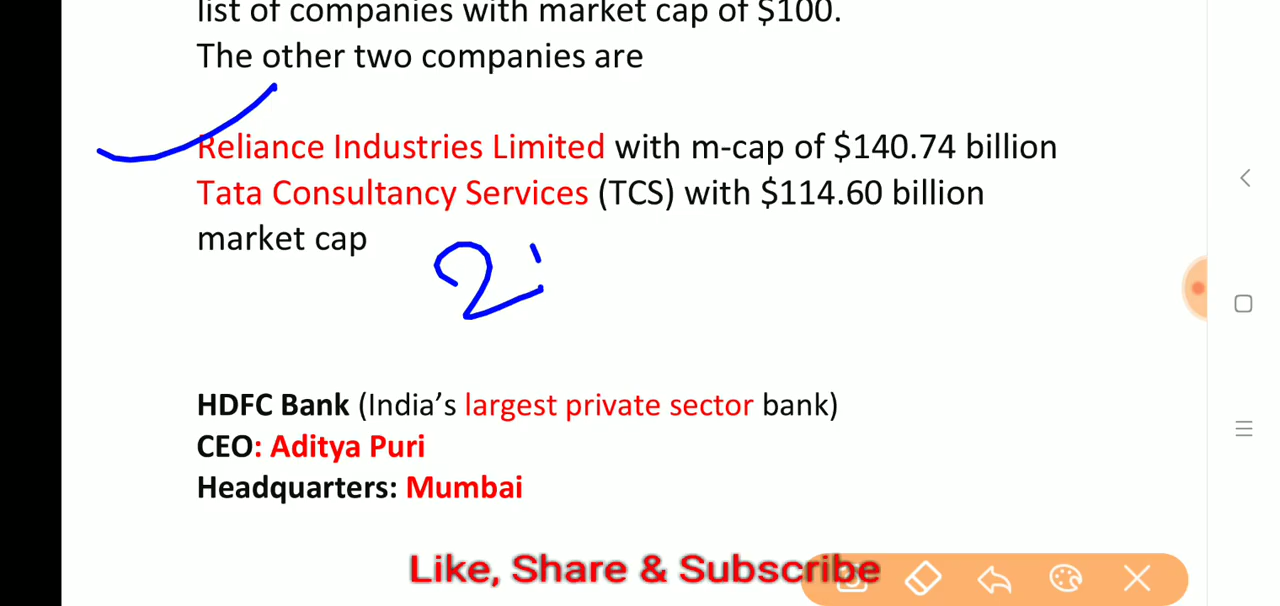 list of companies with market cap of $100.
The other two companies are
Reliance Industries Limited with m-cap of $140.74 billion
Tata Consultancy Services (TCS) with $114.60 billion
market cap
2
HDFC Bank (India’s largest private sector bank)
CEO: Aditya Puri
Headquarters: Mumbai
Like, Share & Subscribe